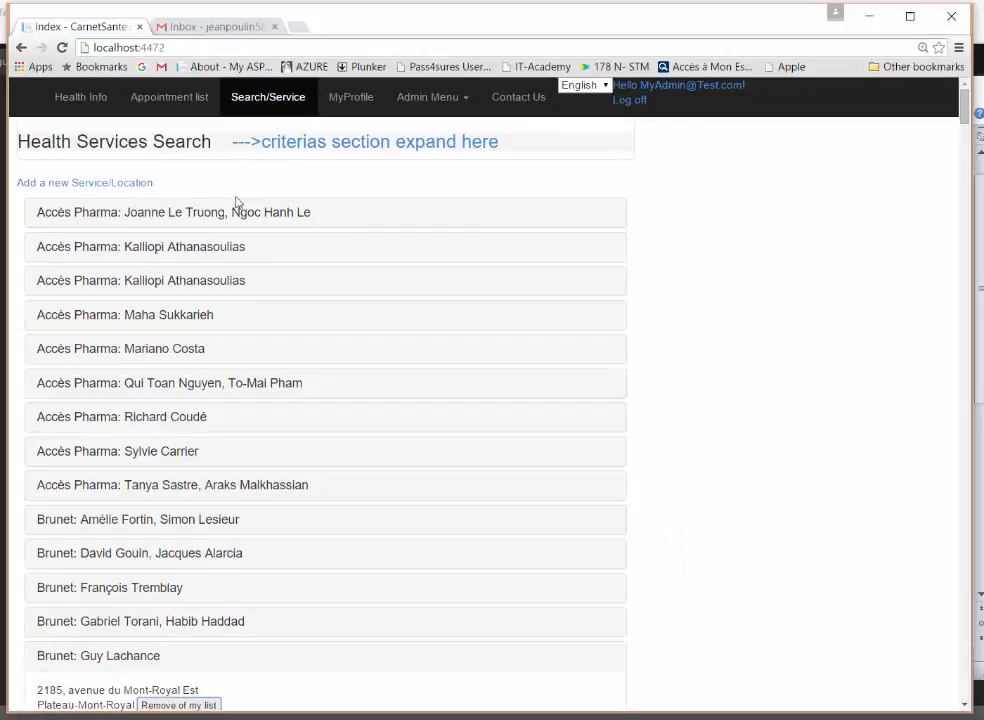 Index - CarnetSante. × Inbox - jeanpoulin ×
localhost:4472
Apps Bookmarks G M About - My ASP... AZURE Plunker Pass4sures User... IT-Academy 178 N- STM Accés à Mon Es... Apple Other bookmarks
Health Info Appointment list Search/Service MyProfile Admin Menu Contact Us English Hello MyAdmin@Test.com!
Log off
Health Services Search --->criterias section expand here
Add a new Service/Location
Accès Pharma: Joanne Le Truong, Ngoc Hanh Le
Accès Pharma: Kalliopi Athanasoulias
Accès Pharma: Kalliopi Athanasoulias
Accès Pharma: Maha Sukkarieh
Accès Pharma: Mariano Costa
Accès Pharma: Qui Toan Nguyen, To-Mai Pham
Accès Pharma: Richard Coudé
Accès Pharma: Sylvie Carrier
Accès Pharma: Tanya Sastre, Araks Malkhassian
Brunet: Amélie Fortin, Simon Lesieur
Brunet: David Gouin, Jacques Alarcia
Brunet: François Tremblay
Brunet: Gabriel Torani, Habib Haddad
Brunet: Guy Lachance
2185, avenue du Mont-Royal Est
Plateau-Mont-Royal Remove of my list